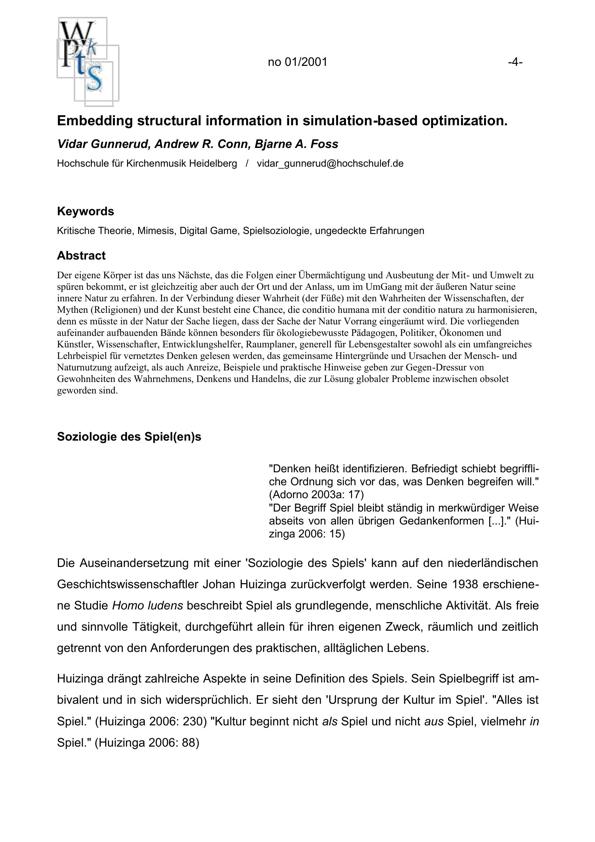 W
P k
t
S
no 01/2001 -4-
Embedding structural information in simulation-based optimization.
Vidar Gunnerud, Andrew R. Conn, Bjarne A. Foss
Hochschule für Kirchenmusik Heidelberg / vidar_gunnerud@hochschulef.de
Keywords
Kritische Theorie, Mimesis, Digital Game, Spielsoziologie, ungedeckte Erfahrungen
Abstract
Der eigene Körper ist das uns Nächste, das die Folgen einer Übermächtigung und Ausbeutung der Mit- und Umwelt zu
spüren bekommt, er ist gleichzeitig aber auch der Ort und der Anlass, um im UmGang mit der äußeren Natur seine
innere Natur zu erfahren. In der Verbindung dieser Wahrheit (der Füße) mit den Wahrheiten der Wissenschaften, der
Mythen (Religionen) und der Kunst besteht eine Chance, die conditio humana mit der conditio natura zu harmonisieren,
denn es müsste in der Natur der Sache liegen, dass der Sache der Natur Vorrang eingeräumt wird. Die vorliegenden
aufeinander aufbauenden Bände können besonders für ökologiebewusste Pädagogen, Politiker, Ökonomen und
Künstler, Wissenschafter, Entwicklungshelfer, Raumplaner, generell für Lebensgestalter sowohl als ein umfangreiches
Lehrbeispiel für vernetztes Denken gelesen werden, das gemeinsame Hintergründe und Ursachen der Mensch- und
Naturnutzung aufzeigt, als auch Anreize, Beispiele und praktische Hinweise geben zur Gegen-Dressur von
Gewohnheiten des Wahrnehmens, Denkens und Handelns, die zur Lösung globaler Probleme inzwischen obsolet
geworden sind.
Soziologie des Spiel(en)s
"Denken heißt identifizieren. Befriedigt schiebt begriffli-
che Ordnung sich vor das, was Denken begreifen will."
(Adorno 2003a: 17)
"Der Begriff Spiel bleibt ständig in merkwürdiger Weise
abseits von allen übrigen Gedankenformen [...]." (Hui-
zinga 2006: 15)
Die Auseinandersetzung mit einer 'Soziologie des Spiels' kann auf den niederländischen
Geschichtswissenschaftler Johan Huizinga zurückverfolgt werden. Seine 1938 erschiene-
ne Studie Homo ludens beschreibt Spiel als grundlegende, menschliche Aktivität. Als freie
und sinnvolle Tätigkeit, durchgeführt allein für ihren eigenen Zweck, räumlich und zeitlich
getrennt von den Anforderungen des praktischen, alltäglichen Lebens.
Huizinga drängt zahlreiche Aspekte in seine Definition des Spiels. Sein Spielbegriff ist am-
bivalent und in sich widersprüchlich. Er sieht den 'Ursprung der Kultur im Spiel'. "Alles ist
Spiel." (Huizinga 2006: 230) "Kultur beginnt nicht als Spiel und nicht aus Spiel, vielmehr in
Spiel." (Huizinga 2006: 88)